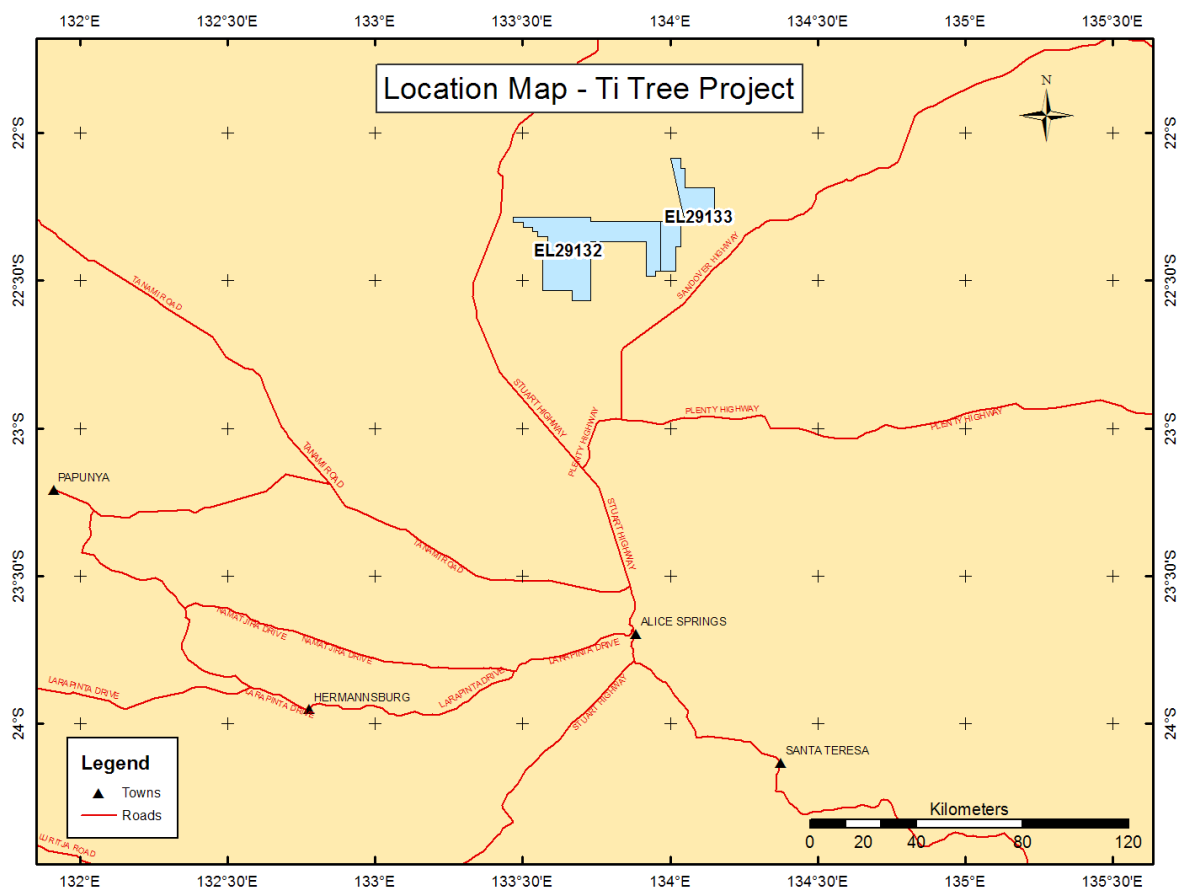 132°E 132°30'E 133°E 133°30'E 134°E 134°30'E 135°E 135°30'E
Location Map - Ti Tree Project
N
22°S 22°S
EL29133
EL29132
SANDOVER HIGHWAY
22°30'S 22°30'S
TANAMI ROAD
STUART HIGHWAY
PLENTY HIGHWAY
PLENTY HIGHWAY
PLENTY HIGHWAY
23°S 23°S
TANAMI ROAD
PAPUNYA
STUART HIGHWAY
TANAMI ROAD
23°30'S 23°30'S
ALICE SPRINGS
NAMATJIRA DRIVE
NAMATJIRA DRIVE
LARAPINTA DRIVE
LARAPINTA DRIVE
LARAPINTA DRIVE
LARAPINTA DRIVE
HERMANNSBURG
STUART HIGHWAY
24°S 24°S
SANTA TERESA
Legend
Towns
Roads
Kilometers
0 20 40 80 120
LURITJA ROAD
132°E 132°30'E 133°E 133°30'E 134°E 134°30'E 135°E 135°30'E